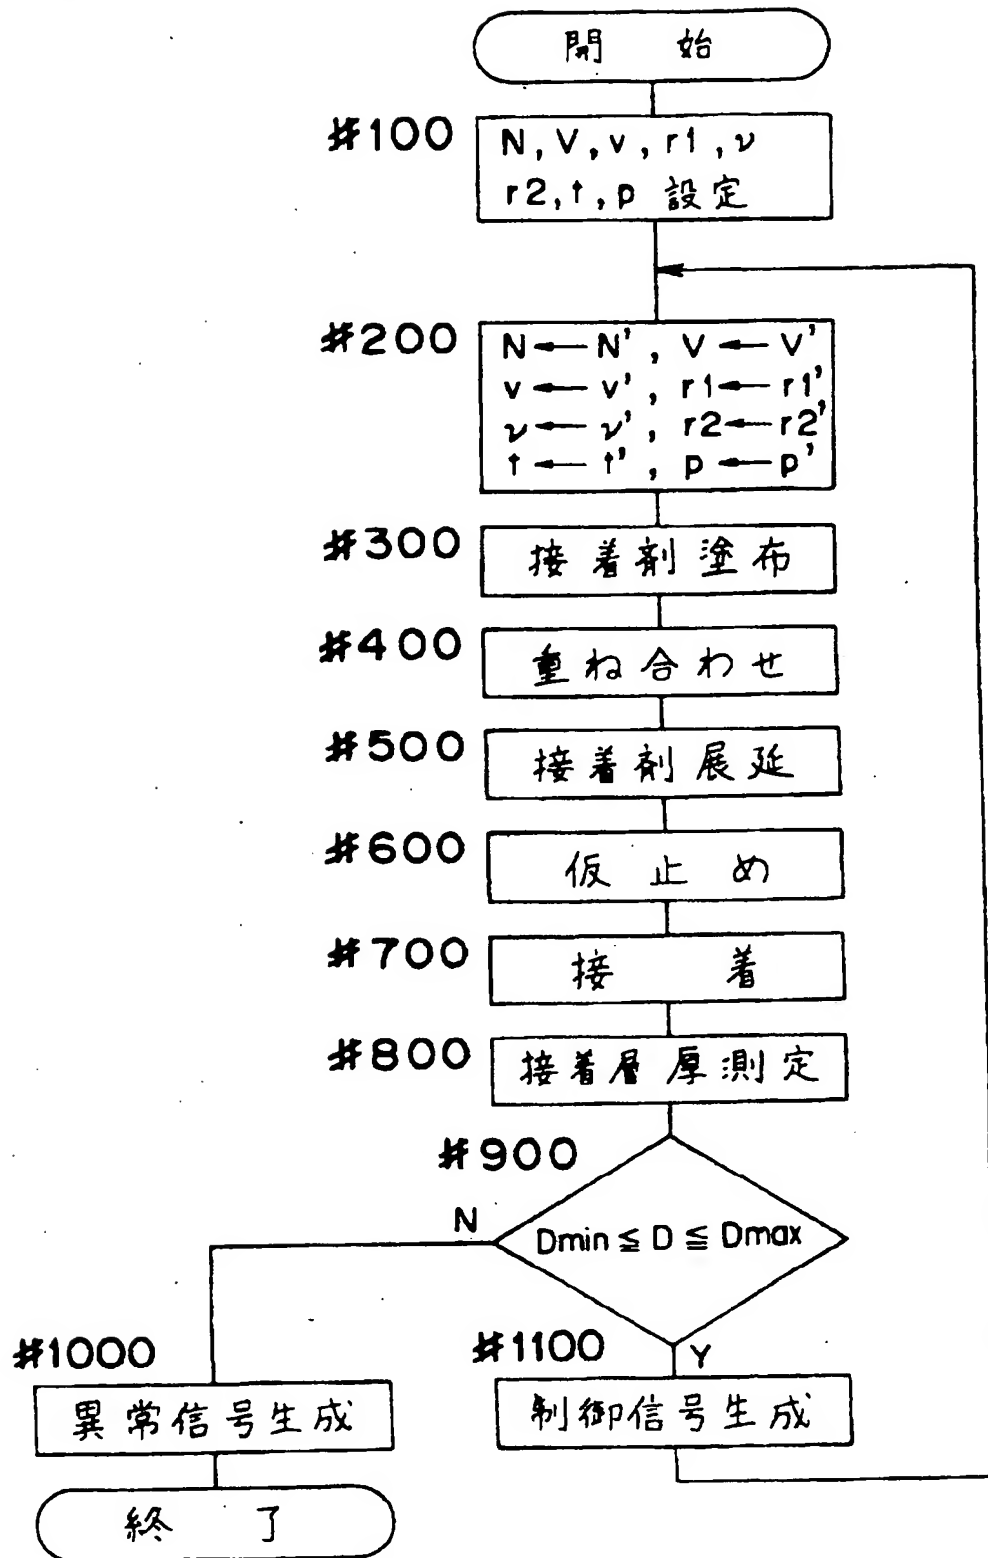 開 始
#100
N, V, v, r1, ν
r2, t, p 設定
#200
N ← N', V ← V'
v ← v', r1 ← r1'
ν ← ν', r2 ← r2'
t ← t', p ← p'
#300
接着剤塗布
#400
重ね合わせ
#500
接着剤展延
#600
仮止め
#700
接 着
#800
接着層厚測定
#900
N
Dmin ≦ D ≦ Dmax
Y
#1000
異常信号生成
#1100
制御信号生成
終 了